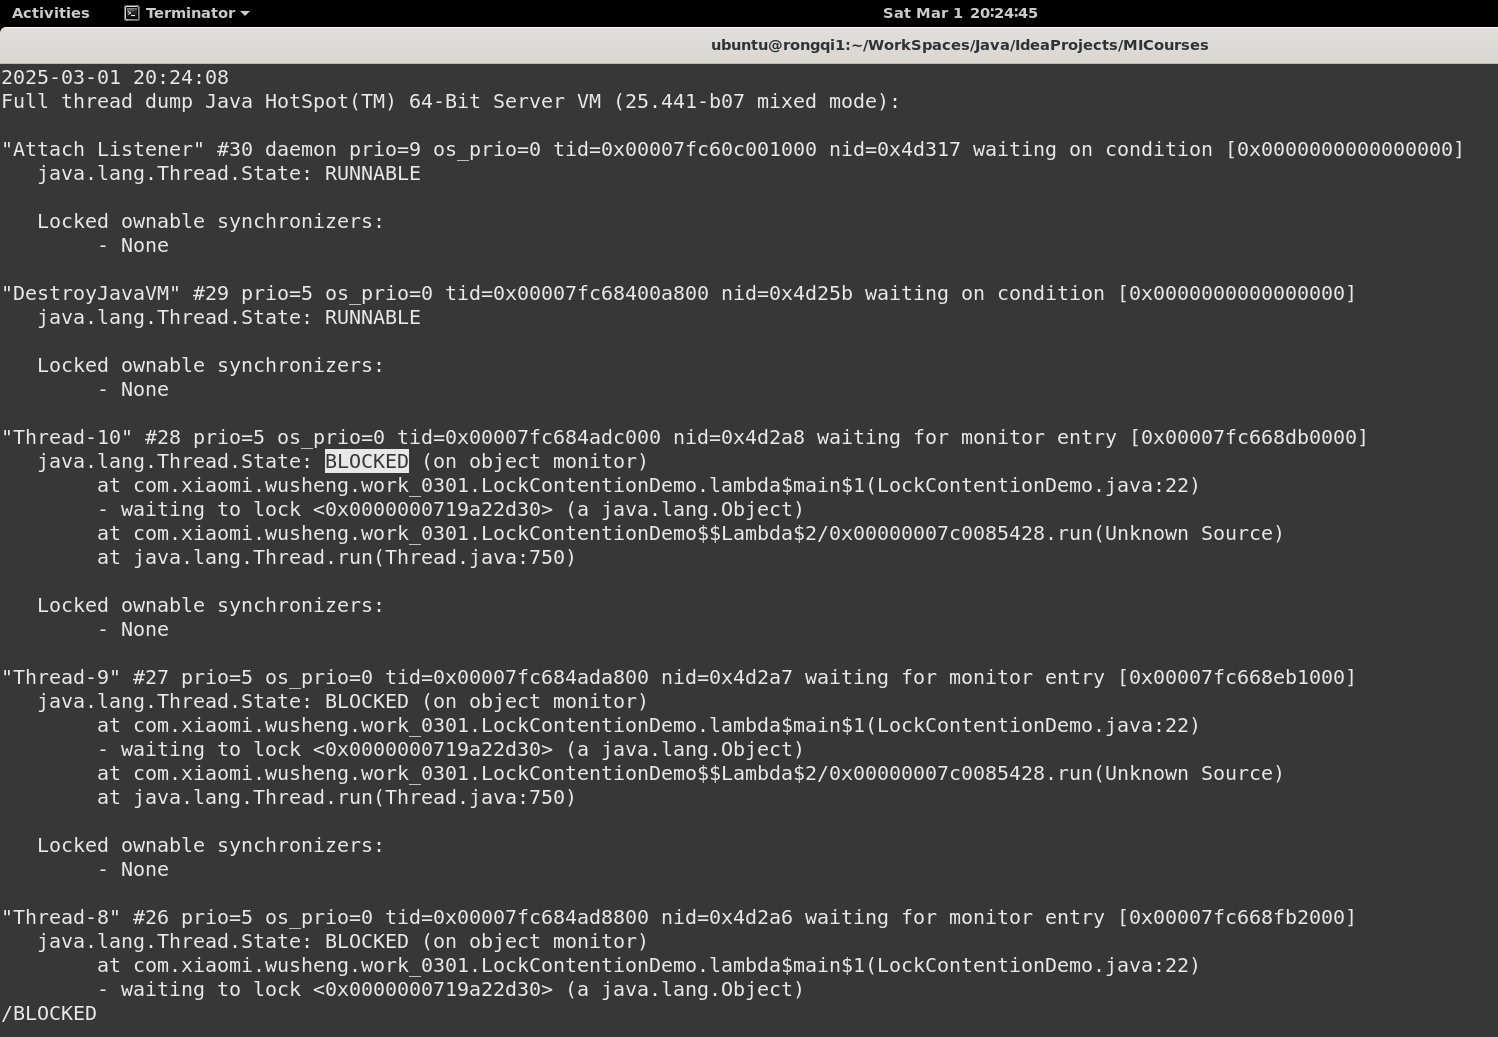 Activities Terminator Sat Mar 1 20:24:45
ubuntu@rongqi1:~/WorkSpaces/Java/IdeaProjects/MICourses
2025-03-01 20:24:08
Full thread dump Java HotSpot(TM) 64-Bit Server VM (25.441-b07 mixed mode):
"Attach Listener" #30 daemon prio=9 os_prio=0 tid=0x00007fc60c001000 nid=0x4d317 waiting on condition [0x0000000000000000]
java.lang.Thread.State: RUNNABLE
Locked ownable synchronizers:
- None
"DestroyJavaVM" #29 prio=5 os_prio=0 tid=0x00007fc68400a800 nid=0x4d25b waiting on condition [0x0000000000000000]
java.lang.Thread.State: RUNNABLE
Locked ownable synchronizers:
- None
"Thread-10" #28 prio=5 os_prio=0 tid=0x00007fc684adc000 nid=0x4d2a8 waiting for monitor entry [0x00007fc668db0000]
java.lang.Thread.State: BLOCKED (on object monitor)
at com.xiaomi.wusheng.work_0301.LockContentionDemo.lambda$main$1(LockContentionDemo.java:22)
- waiting to lock <0x0000000719a22d30> (a java.lang.Object)
at com.xiaomi.wusheng.work_0301.LockContentionDemo$$Lambda$2/0x00000007c0085428.run(Unknown Source)
at java.lang.Thread.run(Thread.java:750)
Locked ownable synchronizers:
- None
"Thread-9" #27 prio=5 os_prio=0 tid=0x00007fc684ada800 nid=0x4d2a7 waiting for monitor entry [0x00007fc668eb1000]
java.lang.Thread.State: BLOCKED (on object monitor)
at com.xiaomi.wusheng.work_0301.LockContentionDemo.lambda$main$1(LockContentionDemo.java:22)
- waiting to lock <0x0000000719a22d30> (a java.lang.Object)
at com.xiaomi.wusheng.work_0301.LockContentionDemo$$Lambda$2/0x00000007c0085428.run(Unknown Source)
at java.lang.Thread.run(Thread.java:750)
Locked ownable synchronizers:
- None
"Thread-8" #26 prio=5 os_prio=0 tid=0x00007fc684ad8800 nid=0x4d2a6 waiting for monitor entry [0x00007fc668fb2000]
java.lang.Thread.State: BLOCKED (on object monitor)
at com.xiaomi.wusheng.work_0301.LockContentionDemo.lambda$main$1(LockContentionDemo.java:22)
- waiting to lock <0x0000000719a22d30> (a java.lang.Object)
/BLOCKED